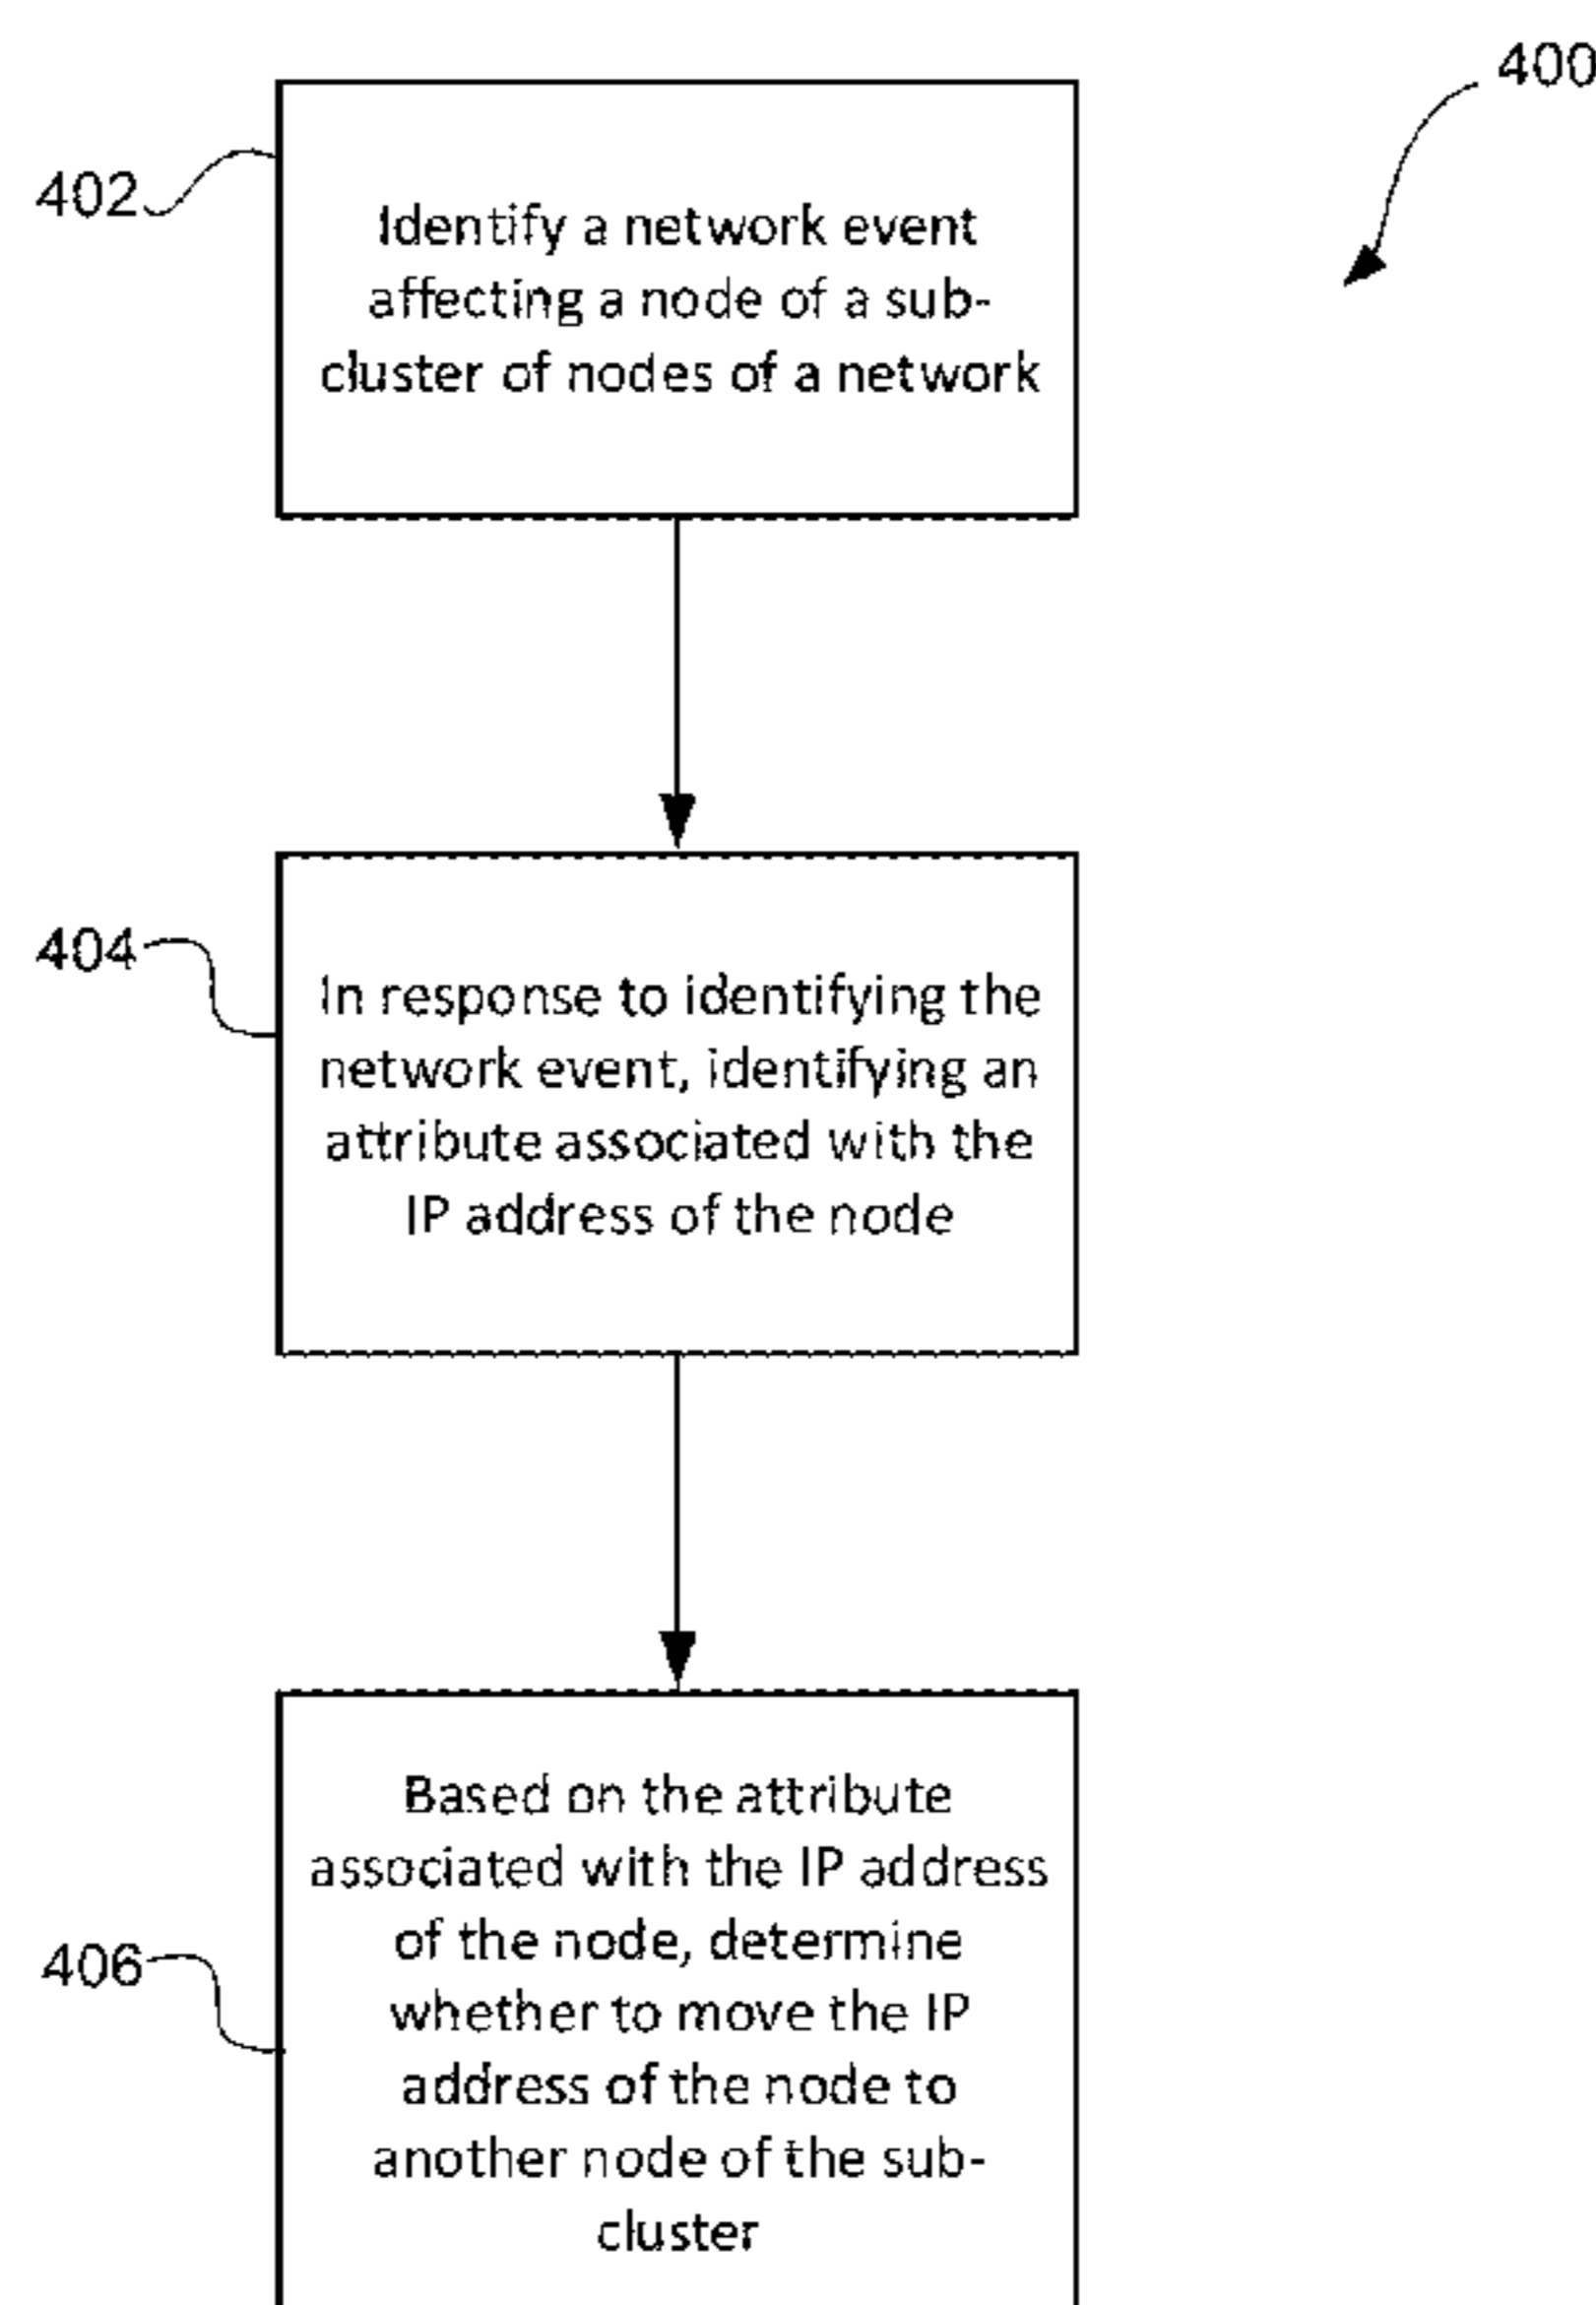 400
402
Identify a network event
affecting a node of a sub-
cluster of nodes of a network
404
In response to identifying the
network event, identifying an
attribute associated with the
IP address of the node
406
Based on the attribute
associated with the IP address
of the node, determine
whether to move the IP
address of the node to
another node of the sub-
cluster